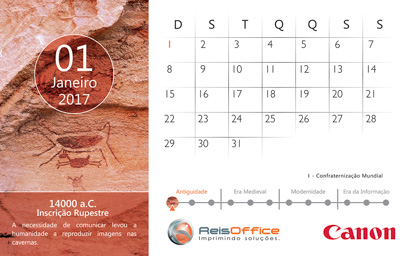 01
Janeiro
2017
14000 a.C.
Inscrição Rupestre
A necessidade de comunicar levou a
humanidade a reproduzir imagens nas
cavernas.
D S T Q Q S S
1 2 3 4 5 6 7
8 9 10 11 12 13 14
15 16 17 18 19 20 21
22 23 24 25 26 27 28
29 30 31
1 - Confraternização Mundial
Antiguidade Era Medieval Modernidade Era da Informação
ReisOffice
Imprimindo soluções.
Canon